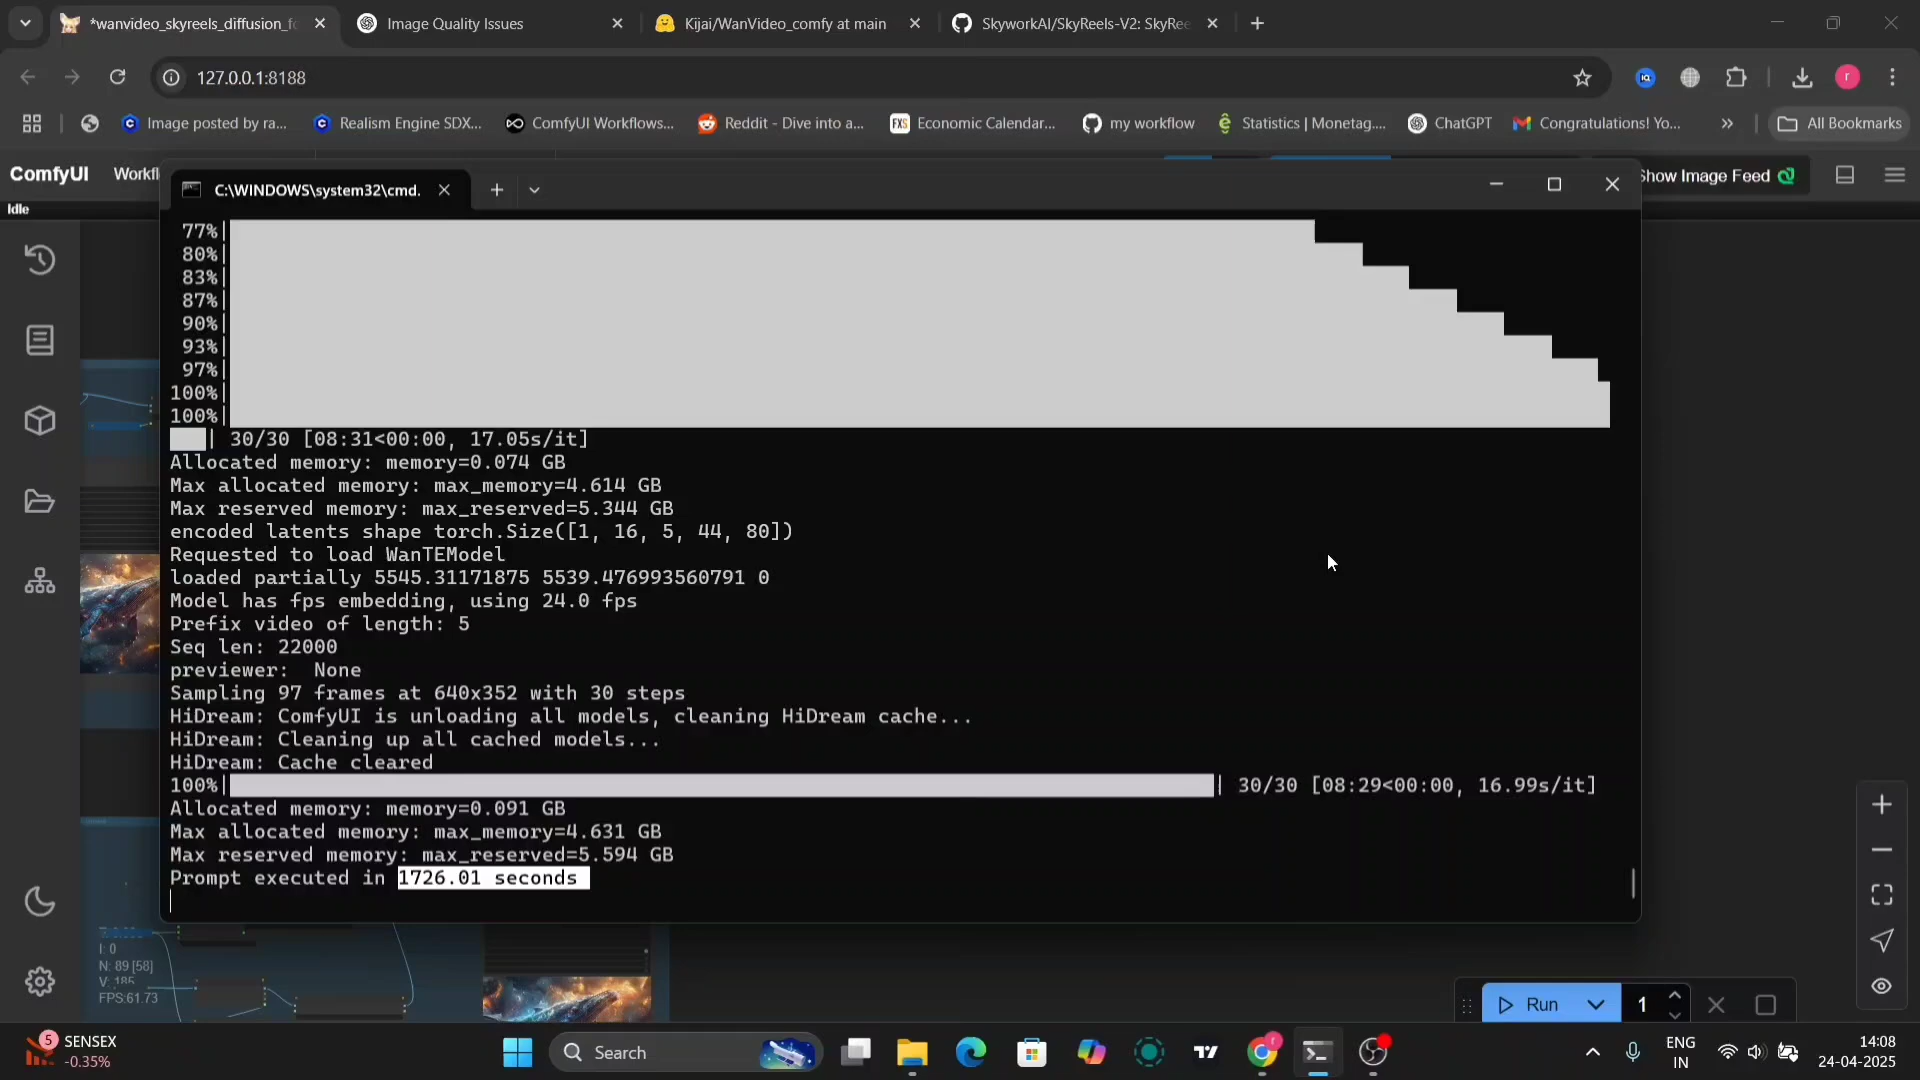 *wanvideo_skyreels_diffusion_fo
Image Quality Issues
Kijai/WanVideo_comfy at main
SkyworkAI/SkyReels-V2: SkyRee
127.0.0.1:8188
r
Image posted by ra...
Realism Engine SDX...
ComfyUI Workflows...
Reddit - Dive into a...
FXS
Economic Calendar...
my workflow
Statistics | Monetag....
ChatGPT
Congratulations! Yo...
All Bookmarks
ComfyUI
Workfl
Show Image Feed
Idle
C:\WINDOWS\system32\cmd.
77%|
80%|
83%|
87%|
90%|
93%|
97%|
100%|
100%|
| 30/30 [08:31<00:00, 17.05s/it]
Allocated memory: memory=0.074 GB
Max allocated memory: max_memory=4.614 GB
Max reserved memory: max_reserved=5.344 GB
encoded latents shape torch.Size([1, 16, 5, 44, 80])
Requested to load WanTEModel
loaded partially 5545.31171875 5539.476993560791 0
Model has fps embedding, using 24.0 fps
Prefix video of length: 5
Seq len: 22000
previewer:  None
Sampling 97 frames at 640x352 with 30 steps
HiDream: ComfyUI is unloading all models, cleaning HiDream cache...
HiDream: Cleaning up all cached models...
HiDream: Cache cleared
100%| | 30/30 [08:29<00:00, 16.99s/it]
Allocated memory: memory=0.091 GB
Max allocated memory: max_memory=4.631 GB
Max reserved memory: max_reserved=5.594 GB
Prompt executed in 1726.01 seconds
I: 0
N: 89 [58]
V: 185
FPS:61.73
Run
1
5
SENSEX
-0.35%
Search
ENG
IN
14:08
24-04-2025